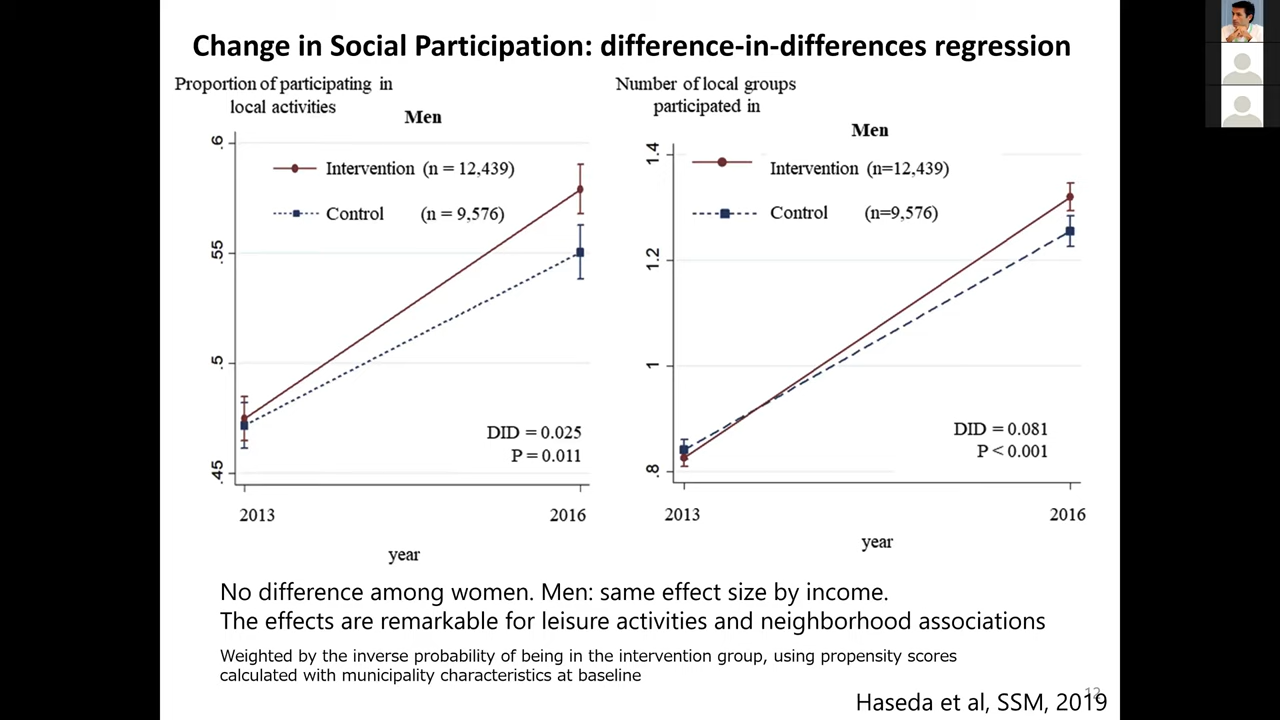 Change in Social Participation: difference-in-differences regression
Proportion of participating in
local activities
Men
.6
.55
.5
.45
Intervention (n = 12,439)
Control (n = 9,576)
DID = 0.025
P = 0.011
2013
2016
year
Number of local groups
participated in
Men
1.4
1.2
1
.8
Intervention (n=12,439)
Control (n=9,576)
DID = 0.081
P < 0.001
2013
2016
year
No difference among women. Men: same effect size by income.
The effects are remarkable for leisure activities and neighborhood associations
Weighted by the inverse probability of being in the intervention group, using propensity scores
calculated with municipality characteristics at baseline
12
Haseda et al, SSM, 2019